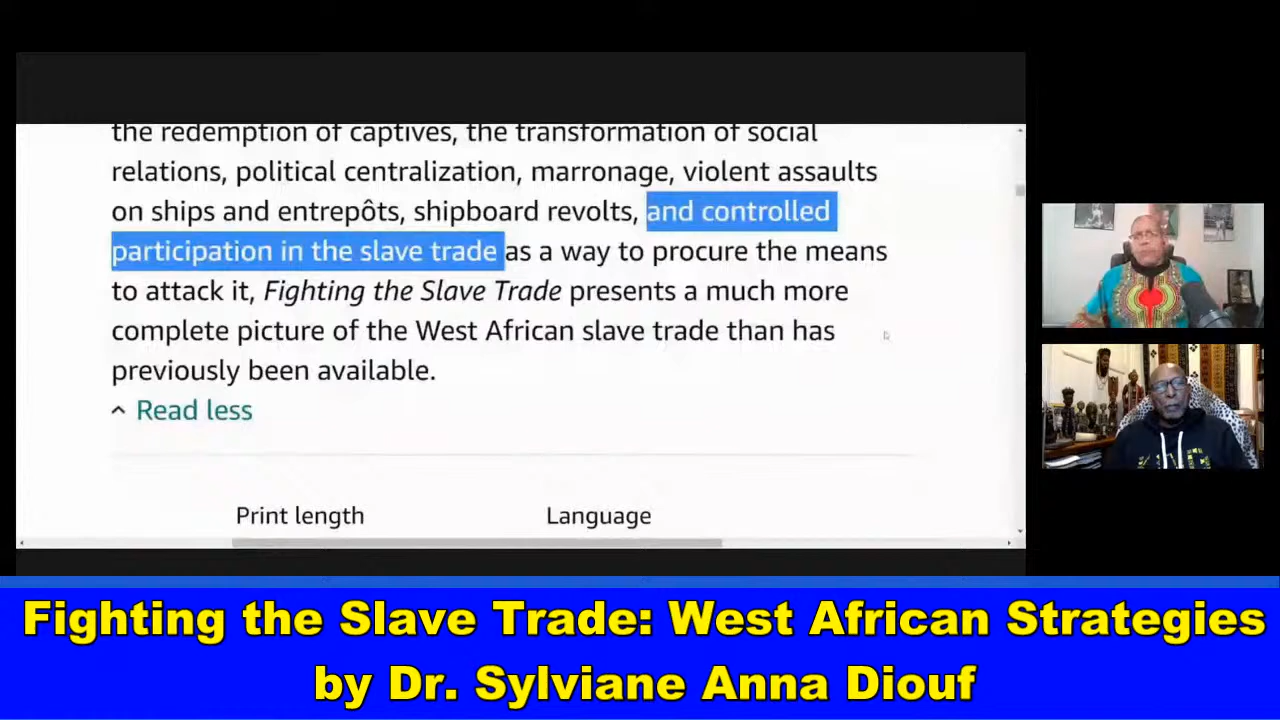 the redemption of captives, the transformation of social
relations, political centralization, marronage, violent assaults
on ships and entrepôts, shipboard revolts, and controlled
participation in the slave trade as a way to procure the means
to attack it, Fighting the Slave Trade presents a much more
complete picture of the West African slave trade than has
previously been available.
Read less
Print length
Language
Fighting the Slave Trade: West African Strategies
by Dr. Sylviane Anna Diouf